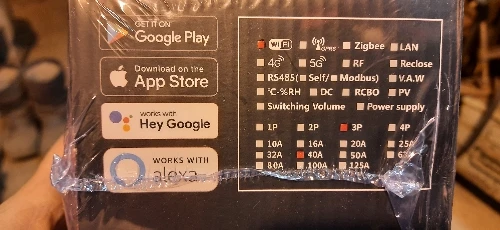 GET IT ON
Google Play
Download on the
App Store
works with
Hey Google
WORKS WITH
alexa
WiFi GPRS Zigbee LAN
4G 5G RF Reclose
RS485( Self/ Modbus) V.A.W
°C-%RH DC RCBO PV
Switching Volume Power supply
1P 2P 3P 4P
10A 16A 20A 25A
32A 40A 50A
80A 100A 125A